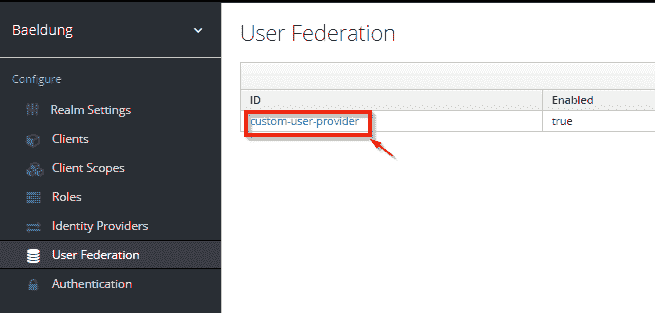 Baeldung
Configure
Realm Settings
Clients
Client Scopes
Roles
Identity Providers
User Federation
Authentication
User Federation
ID Enabled
custom-user-provider true